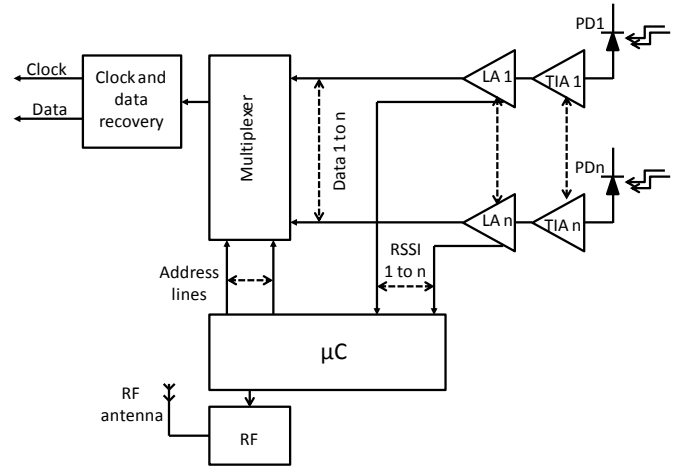 PD1
Clock
Clock and
data
recovery
Data
Multiplexer
Data 1 to n
LA 1
TIA 1
PDn
LA n
TIA n
RSSI
1 to n
Address
lines
µC
RF
antenna
RF